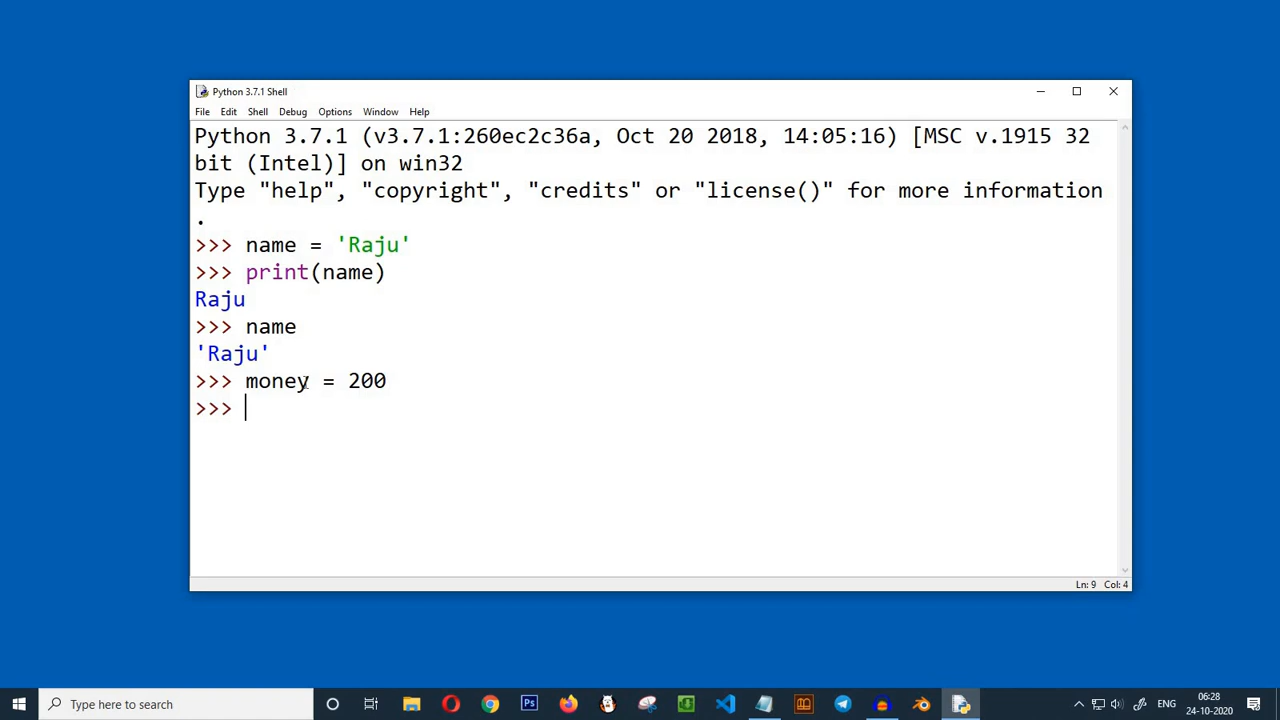 Python 3.7.1 Shell
File Edit Shell Debug Options Window Help
Python 3.7.1 (v3.7.1:260ec2c36a, Oct 20 2018, 14:05:16) [MSC v.1915 32
bit (Intel)] on win32
Type "help", "copyright", "credits" or "license()" for more information
.
>>> name = 'Raju'
>>> print(name)
Raju
>>> name
'Raju'
>>> money = 200
>>>
Ln: 9 Col: 4
Type here to search
Ps
ENG
06:28
24-10-2020